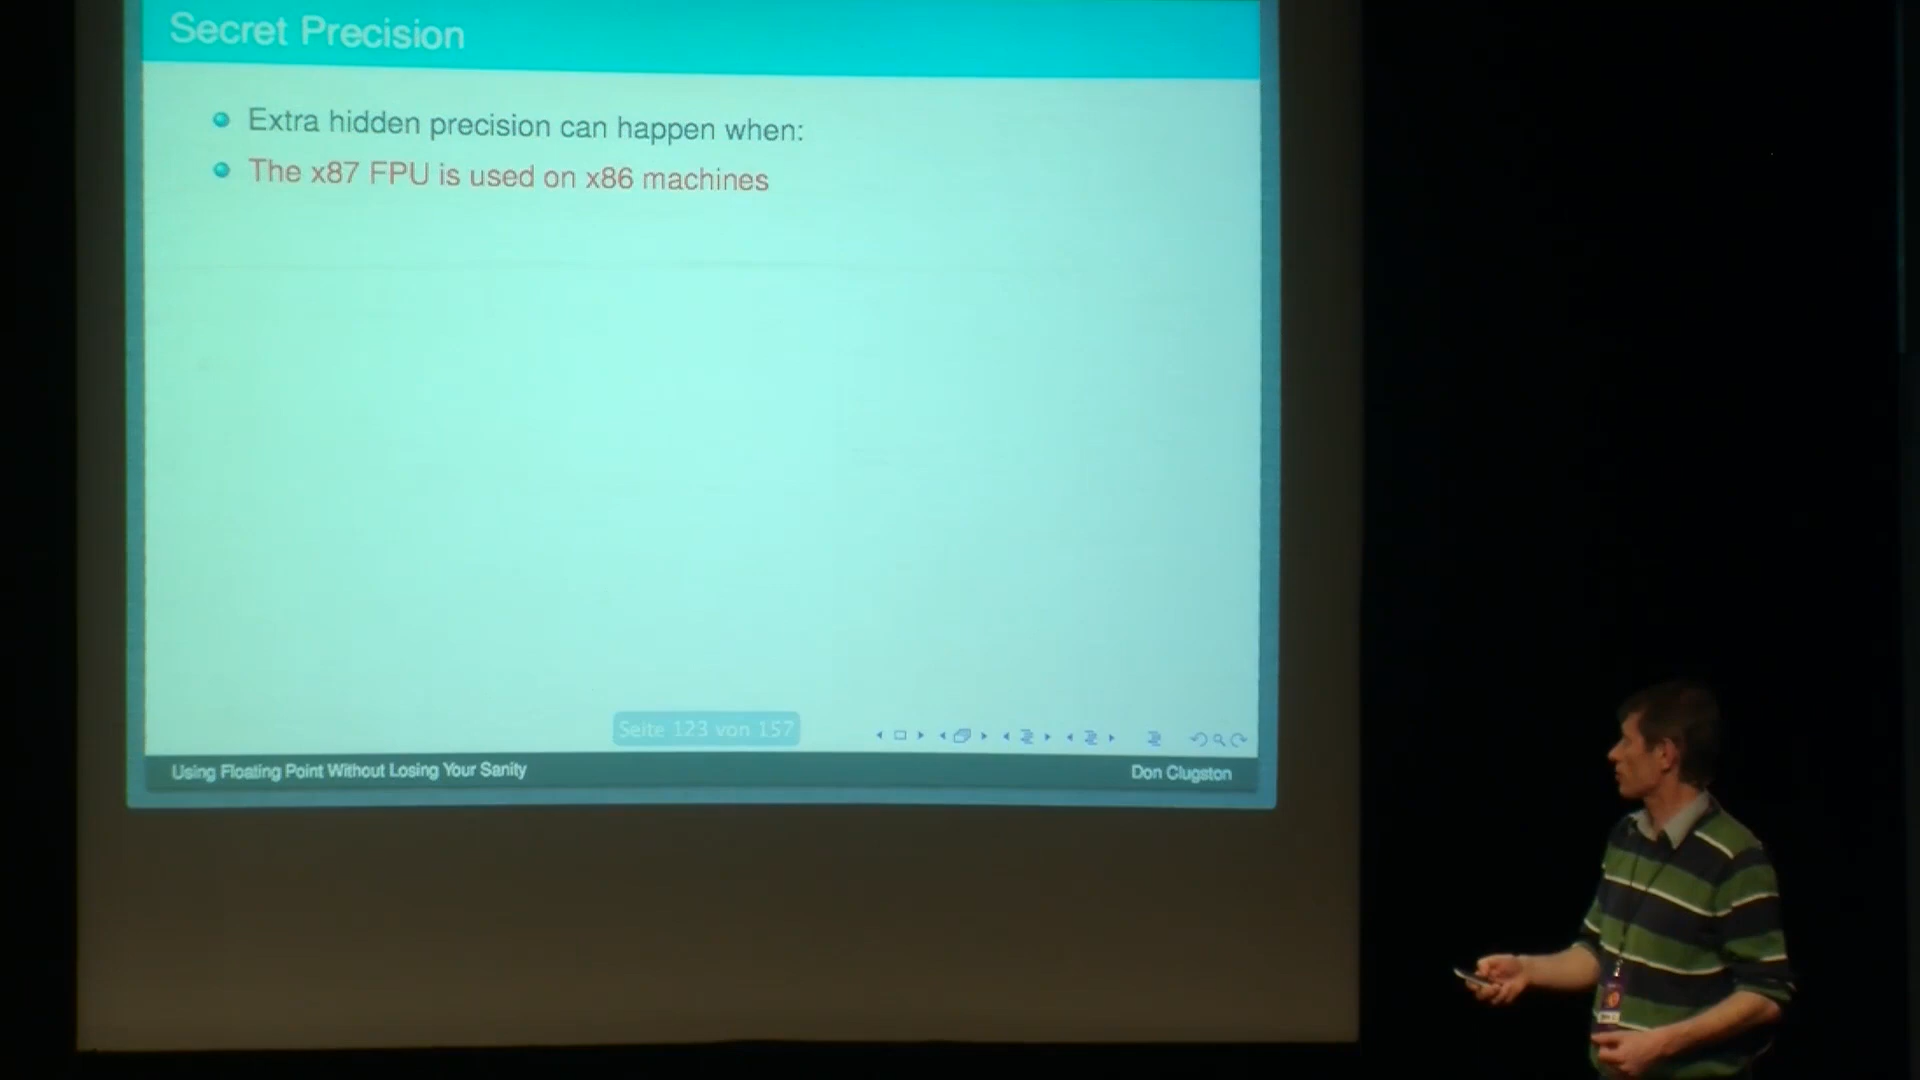 Secret Precision
Extra hidden precision can happen when:
The x87 FPU is used on x86 machines
Seite 123 von 157
Using Floating Point Without Losing Your Sanity
Don Clugston